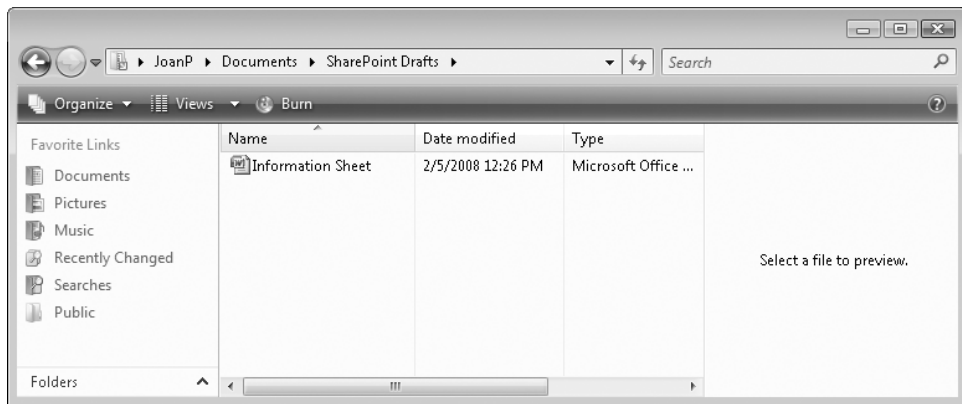 JoanP Documents SharePoint Drafts Search
Organize Views Burn
Favorite Links
Documents
Pictures
Music
Recently Changed
Searches
Public
Folders
Name Date modified Type
Information Sheet 2/5/2008 12:26 PM Microsoft Office ...
Select a file to preview.